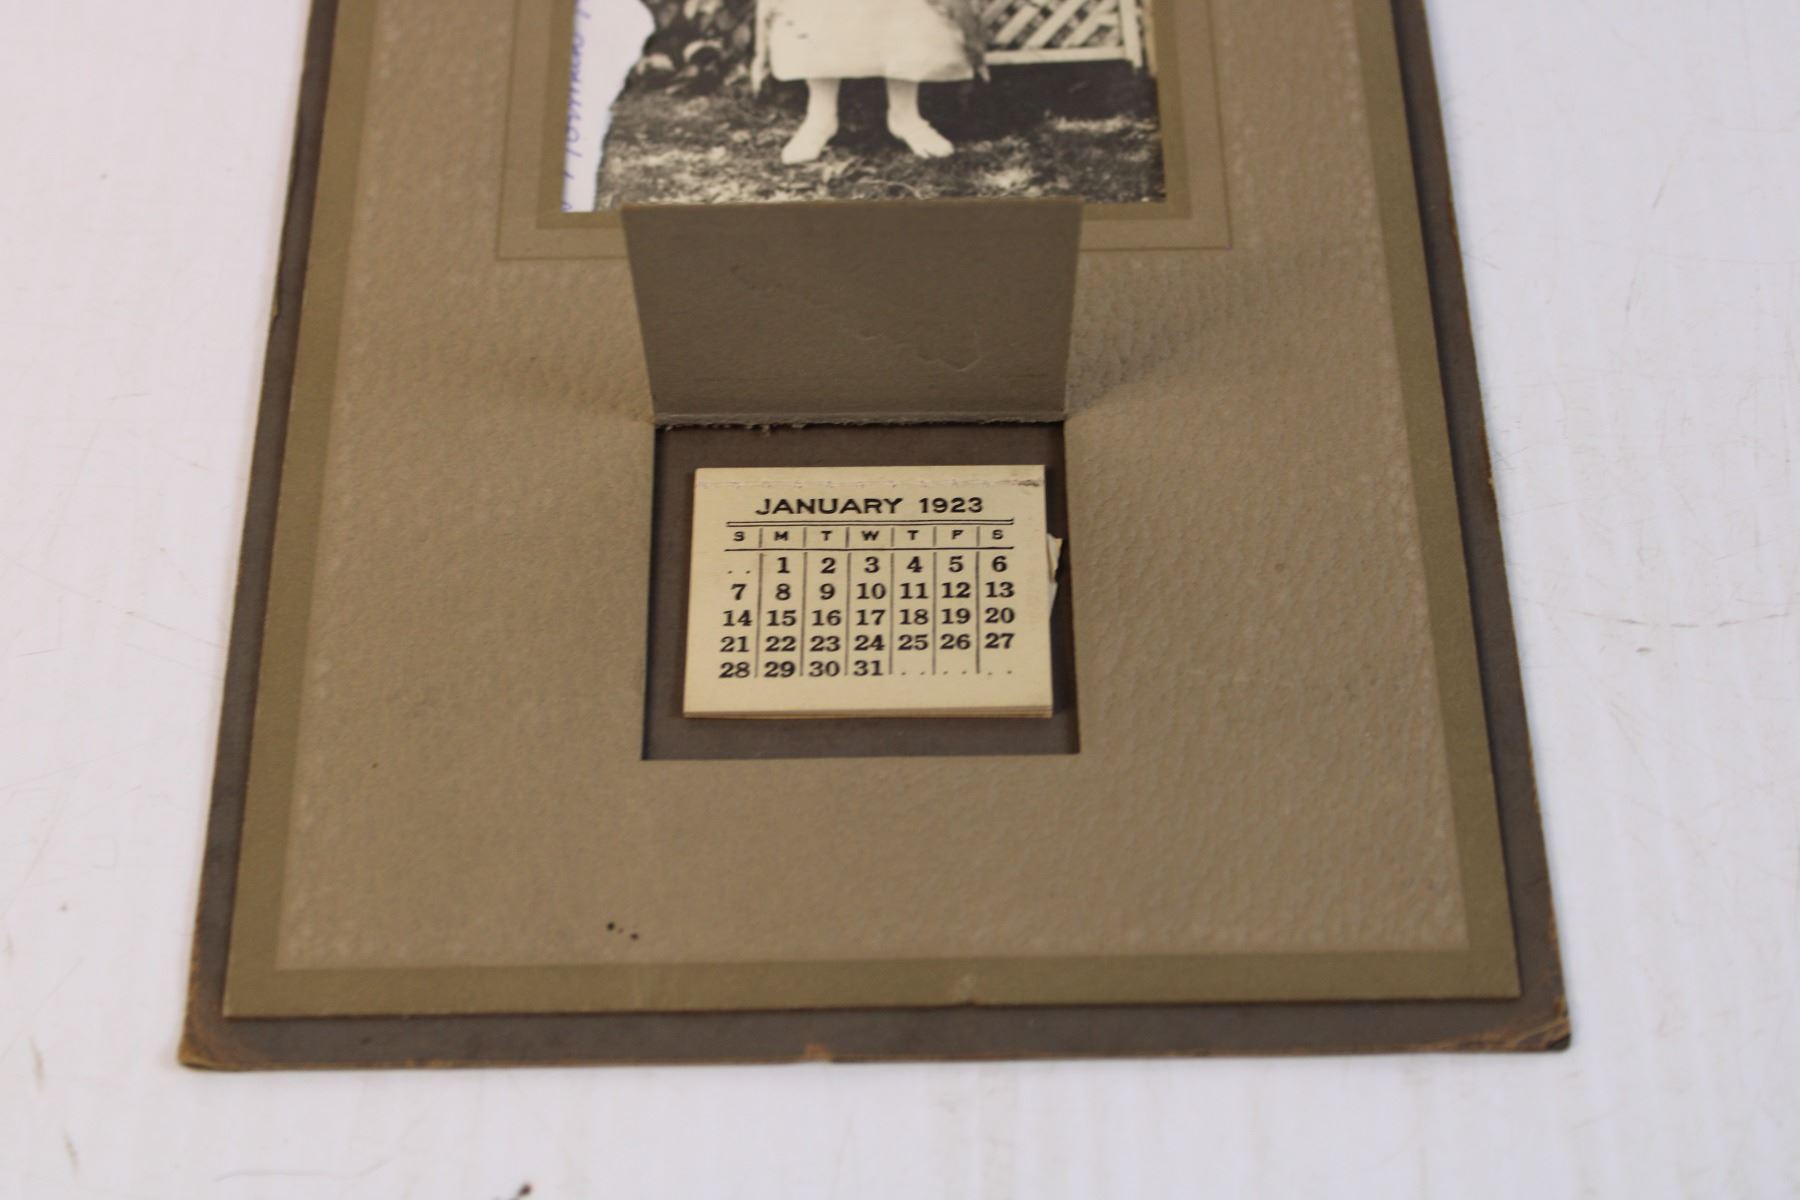 JANUARY 1923
S M T W T F S
. . 1 2 3 4 5 6
7 8 9 10 11 12 13
14 15 16 17 18 19 20
21 22 23 24 25 26 27
28 29 30 31 . . . . . .